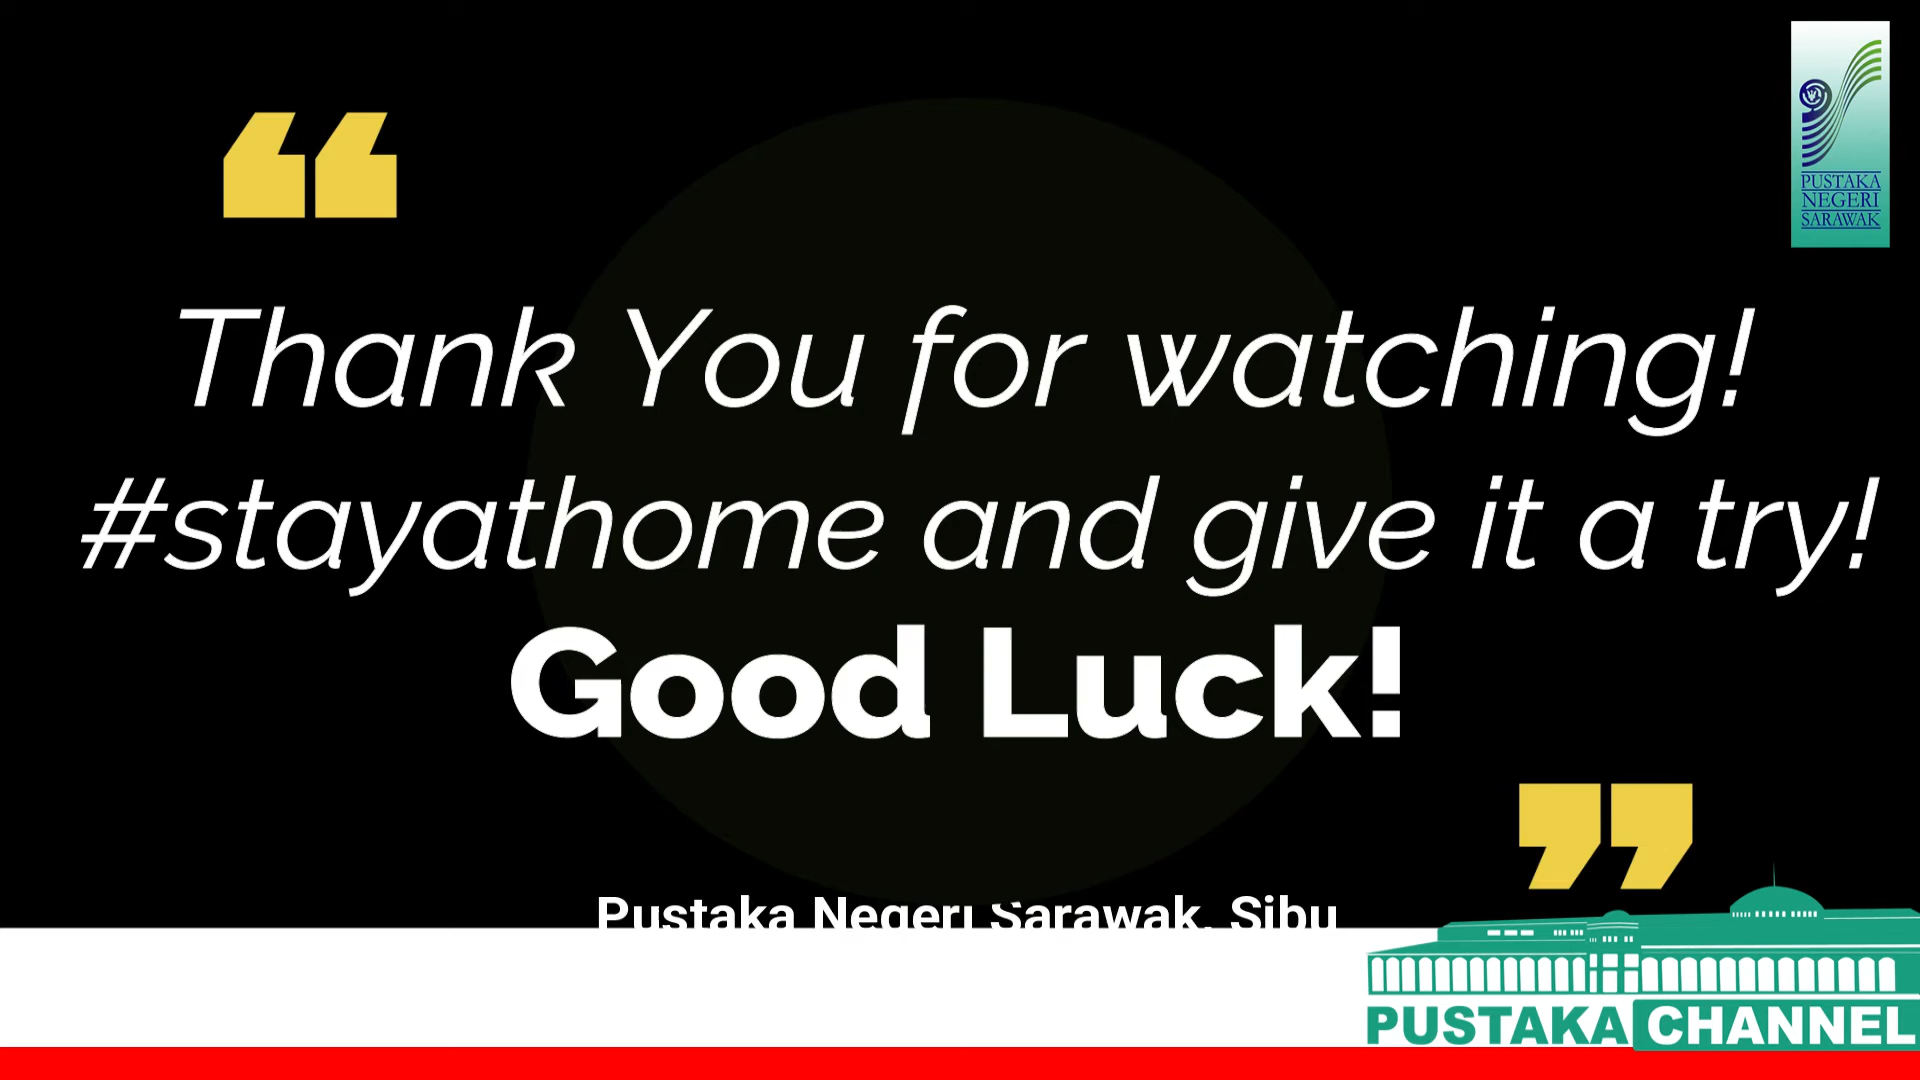 PUSTAKA
NEGERI
SARAWAK
“
Thank You for watching!
#stayathome and give it a try!
Good Luck!
”
Pustaka Negeri Sarawak, Sibu
PUSTAKA CHANNEL